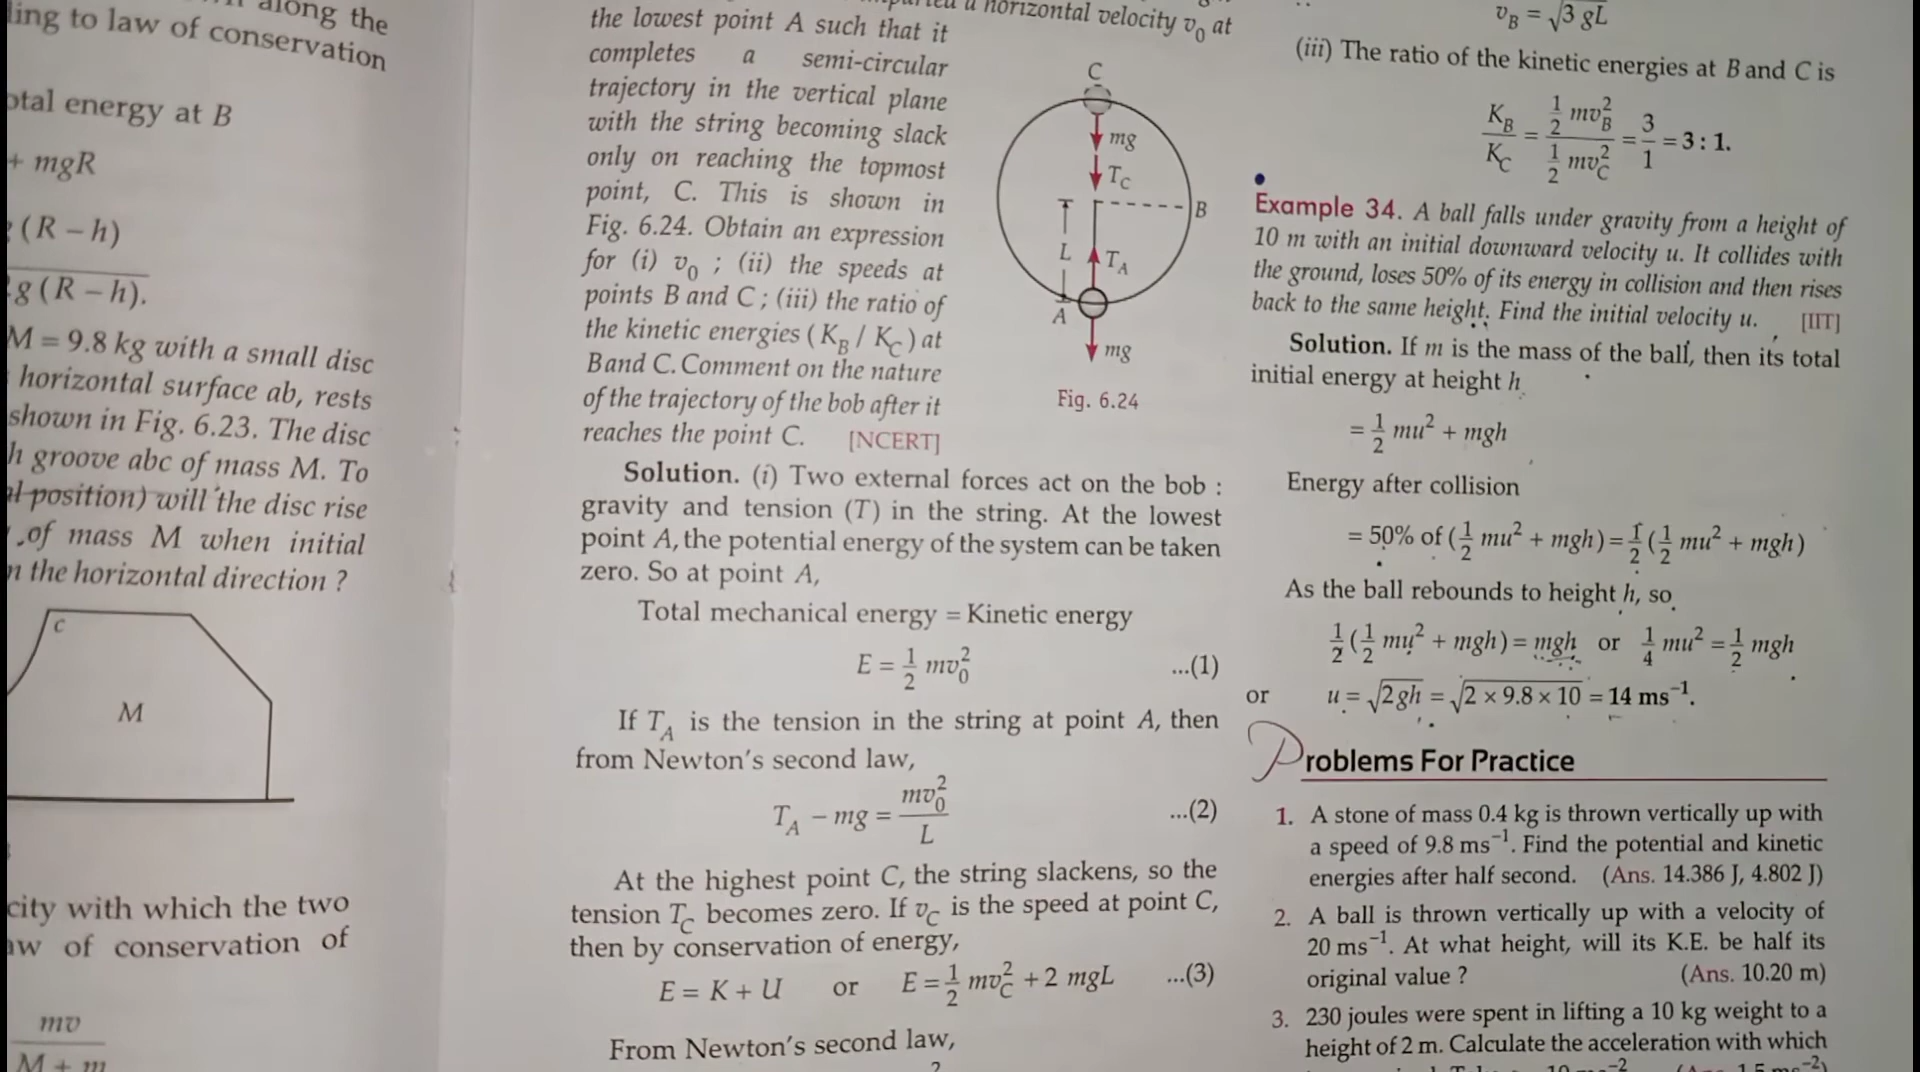 along the
ling to law of conservation
otal energy at B
+ mgR
(R – h)
g (R – h).
M = 9.8 kg with a small disc
horizontal surface ab, rests
shown in Fig. 6.23. The disc
h groove abc of mass M. To
al position) will the disc rise
of mass M when initial
n the horizontal direction ?
c
M
city with which the two
aw of conservation of
mv
M + m
a horizontal velocity v₀ at
the lowest point A such that it
completes a semi-circular
trajectory in the vertical plane
with the string becoming slack
only on reaching the topmost
point, C. This is shown in
Fig. 6.24. Obtain an expression
for (i) v₀ ; (ii) the speeds at
points B and C ; (iii) the ratio of
the kinetic energies (K_B / K_C) at
B and C. Comment on the nature
of the trajectory of the bob after it
reaches the point C. [NCERT]
C
mg
T_C
B
L
T_A
A
mg
Fig. 6.24
Solution. (i) Two external forces act on the bob :
gravity and tension (T) in the string. At the lowest
point A, the potential energy of the system can be taken
zero. So at point A,
Total mechanical energy = Kinetic energy
E = 1/2 mv₀² ...(1)
If T_A is the tension in the string at point A, then
from Newton's second law,
T_A – mg = mv₀²/L ...(2)
At the highest point C, the string slackens, so the
tension T_C becomes zero. If v_C is the speed at point C,
then by conservation of energy,
E = K + U or E = 1/2 mv_C² + 2 mgL ...(3)
From Newton's second law,
v_B = √3 gL
(iii) The ratio of the kinetic energies at B and C is
K_B/K_C = 1/2 mv_B² / 1/2 mv_C² = 3/1 = 3 : 1.
Example 34. A ball falls under gravity from a height of
10 m with an initial downward velocity u. It collides with
the ground, loses 50% of its energy in collision and then rises
back to the same height. Find the initial velocity u. [IIT]
Solution. If m is the mass of the ball, then its total
initial energy at height h
= 1/2 mu² + mgh
Energy after collision
= 50% of (1/2 mu² + mgh) = 1/2 (1/2 mu² + mgh)
As the ball rebounds to height h, so
1/2 (1/2 mu² + mgh) = mgh or 1/4 mu² = 1/2 mgh
or u = √2gh = √2 × 9.8 × 10 = 14 ms⁻¹.
Problems For Practice
1. A stone of mass 0.4 kg is thrown vertically up with
a speed of 9.8 ms⁻¹. Find the potential and kinetic
energies after half second. (Ans. 14.386 J, 4.802 J)
2. A ball is thrown vertically up with a velocity of
20 ms⁻¹. At what height, will its K.E. be half its
original value ? (Ans. 10.20 m)
3. 230 joules were spent in lifting a 10 kg weight to a
height of 2 m. Calculate the acceleration with which